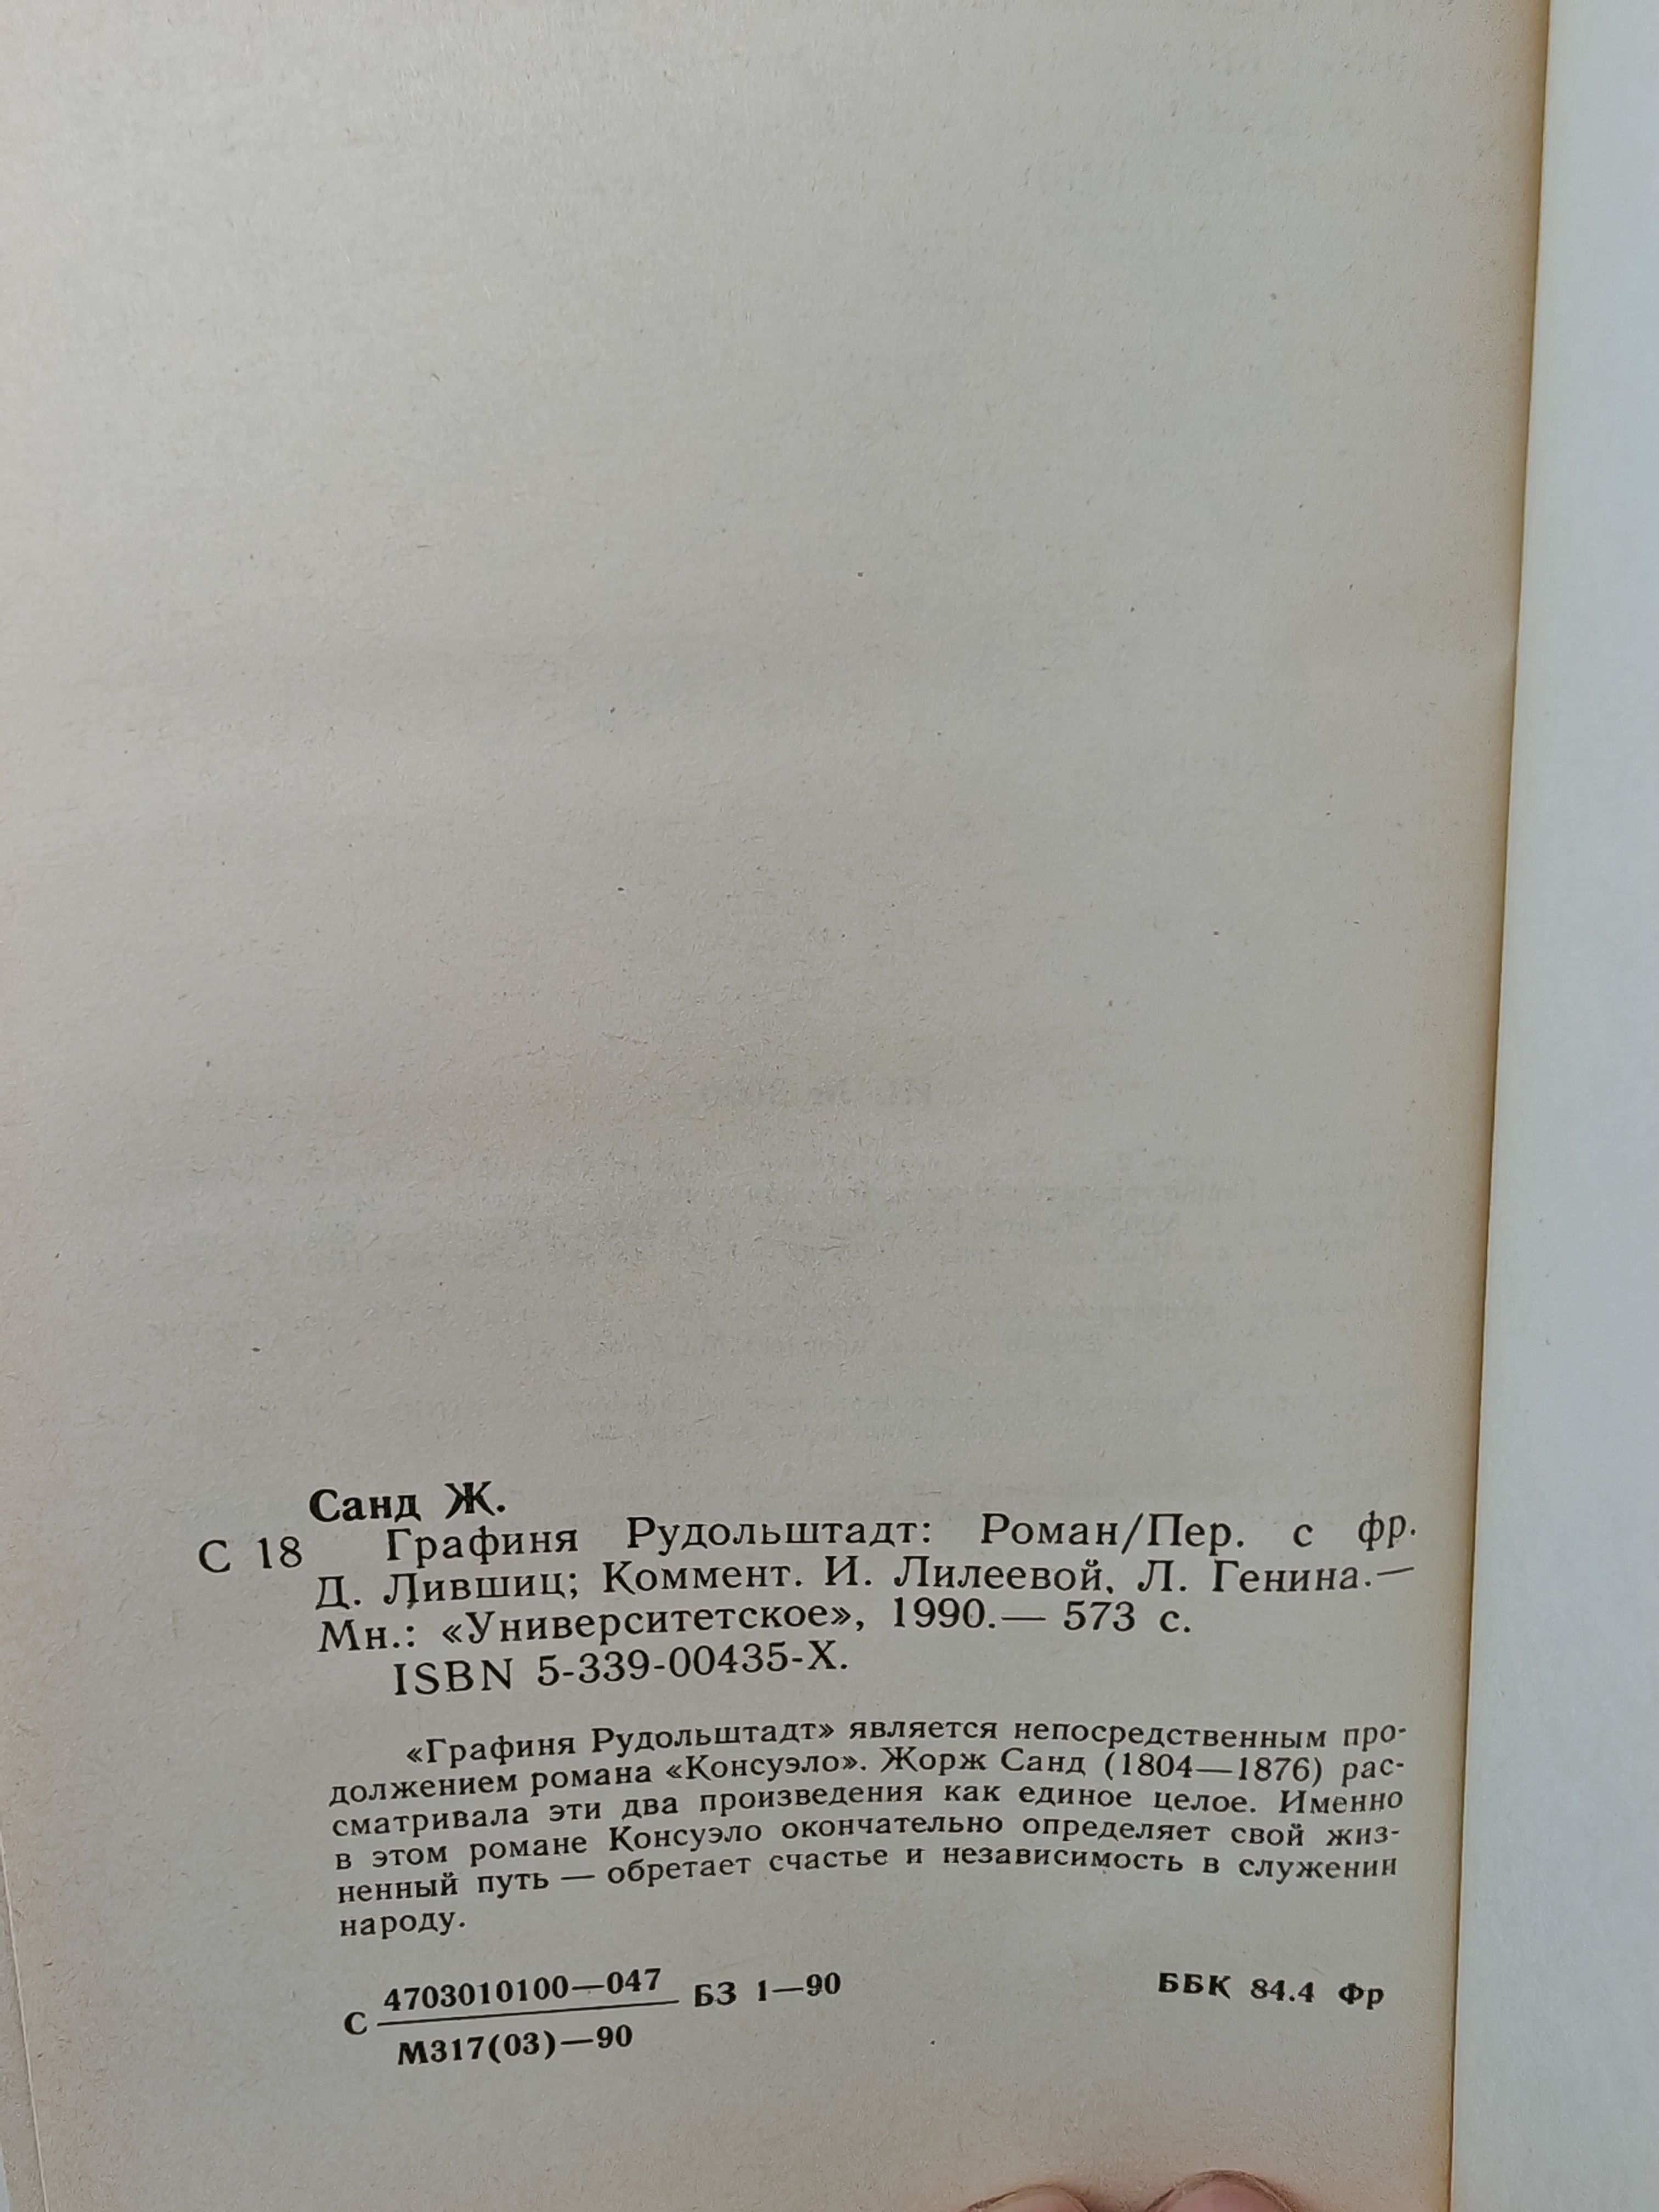 Санд Ж.
С 18 Графиня Рудольштадт: Роман/Пер. с фр.
Д. Лившиц; Коммент. И. Лилеевой, Л. Генина.—
Мн.: «Университетское», 1990.— 573 с.
ISBN 5-339-00435-X.
«Графиня Рудольштадт» является непосредственным про-
должением романа «Консуэло». Жорж Санд (1804—1876) рас-
сматривала эти два произведения как единое целое. Именно
в этом романе Консуэло окончательно определяет свой жиз-
ненный путь — обретает счастье и независимость в служении
народу.
С 4703010100—047 БЗ 1—90 ББК 84.4 Фр
М317(03)—90